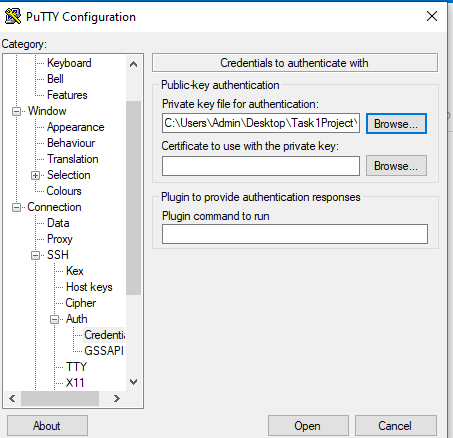 PuTTY Configuration
Category:
Keyboard
Bell
Features
Window
Appearance
Behaviour
Translation
Selection
Colours
Connection
Data
Proxy
SSH
Kex
Host keys
Cipher
Auth
GSSAPI
TTY
X11
Credentials to authenticate with
Public-key authentication
Private key file for authentication:
C:\Users\Admin\Desktop\Task1Project\
Browse...
Certificate to use with the private key:
Browse...
Plugin to provide authentication responses
Plugin command to run
About
Open
Cancel